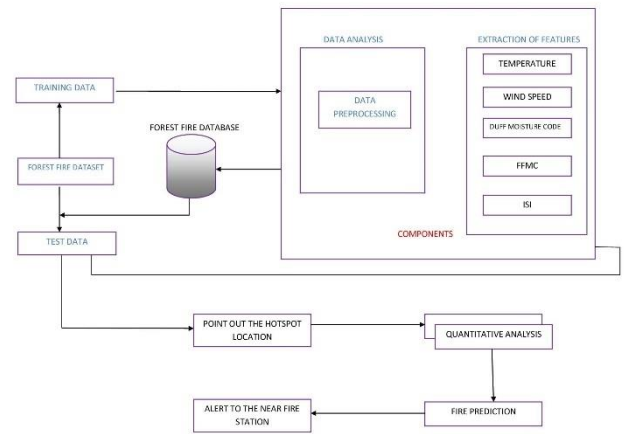 DATA ANALYSIS
EXTRACTION OF FEATURES
TEMPERATURE
TRAINING DATA
WIND SPEED
DATA
PREPROCESSING
FOREST FIRE DATABASE
DUFF MOISTURE CODE
FOREST FIRE DATASET
FFMC
ISI
COMPONENTS
TEST DATA
POINT OUT THE HOTSPOT
LOCATION
QUANTITATIVE ANALYSIS
ALERT TO THE NEAR FIRE
STATION
FIRE PREDICTION